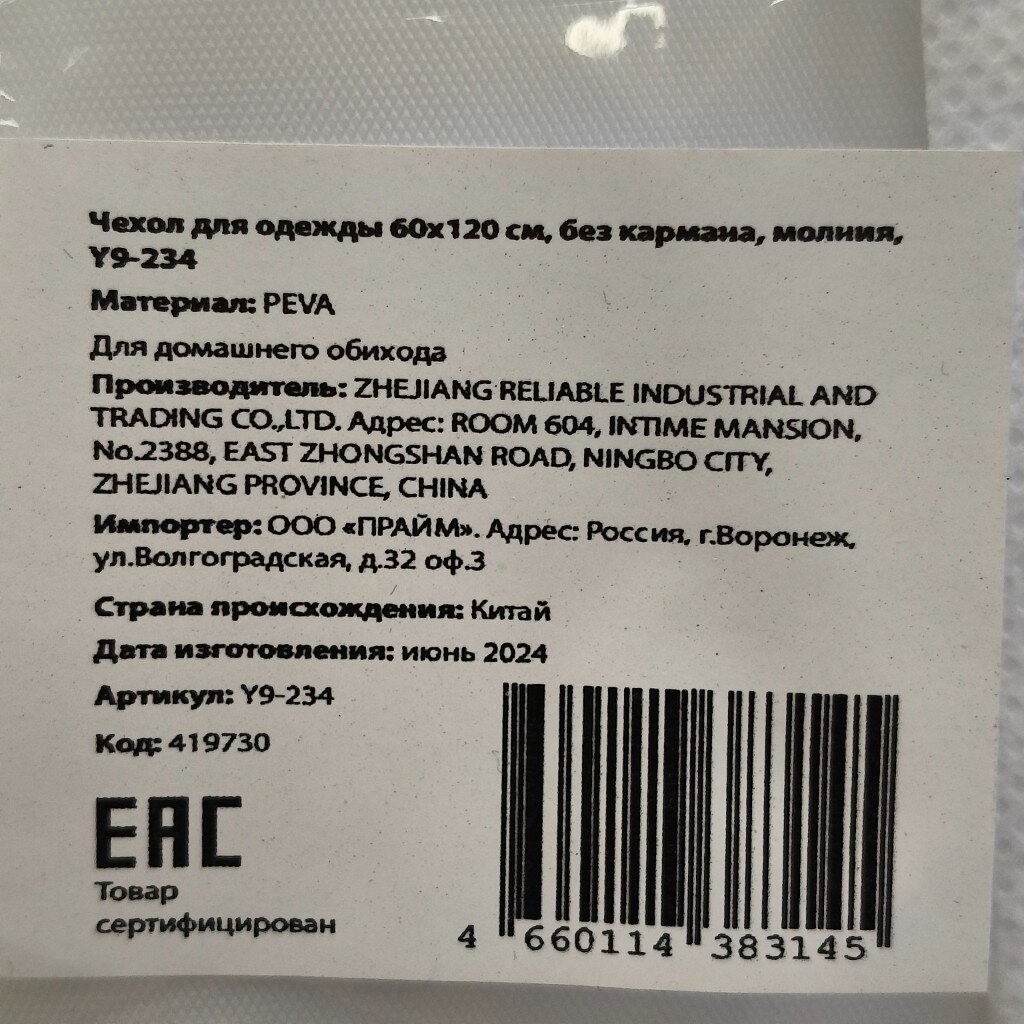 Чехол для одежды 60x120 см, без кармана, молния,
Y9-234
Материал: PEVA
Для домашнего обихода
Производитель: ZHEJIANG RELIABLE INDUSTRIAL AND
TRADING CO.,LTD. Адрес: ROOM 604, INTIME MANSION,
No.2388, EAST ZHONGSHAN ROAD, NINGBO CITY,
ZHEJIANG PROVINCE, CHINA
Импортер: ООО «ПРАЙМ». Адрес: Россия, г.Воронеж,
ул.Волгоградская, д.32 оф.3
Страна происхождения: Китай
Дата изготовления: июнь 2024
Артикул: Y9-234
Код: 419730
EAC
Товар
сертифицирован
4 660114 383145